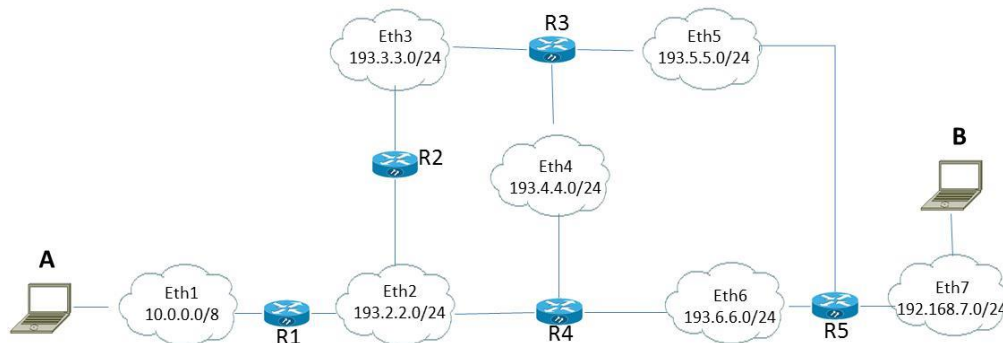 Eth3
193.3.3.0/24
R3
Eth5
193.5.5.0/24
R2
Eth4
193.4.4.0/24
B
A
Eth1
10.0.0.0/8
R1
Eth2
193.2.2.0/24
R4
Eth6
193.6.6.0/24
R5
Eth7
192.168.7.0/24